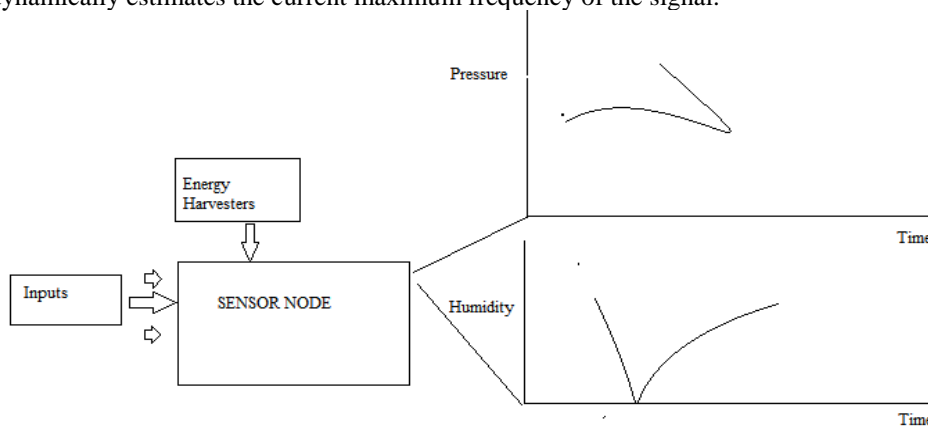 dynamically estimates the current maximum frequency of the signal.
Pressure
Energy
Harvesters
Time
Inputs
SENSOR NODE
Humidity
Time